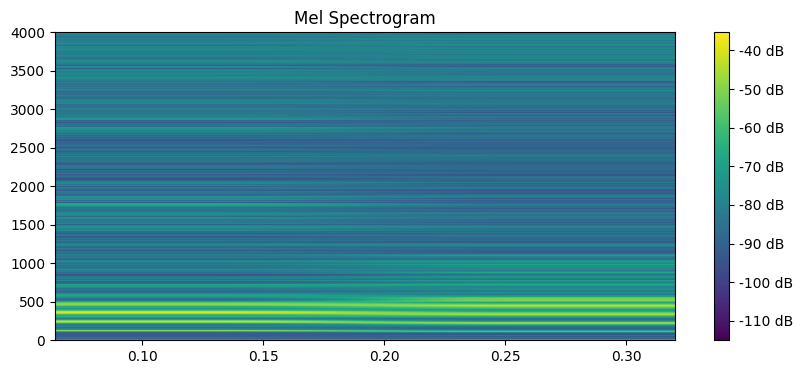 Mel Spectrogram
4000
3500
3000
2500
2000
1500
1000
500
0
0.10
0.15
0.20
0.25
0.30
-40 dB
-50 dB
-60 dB
-70 dB
-80 dB
-90 dB
-100 dB
-110 dB